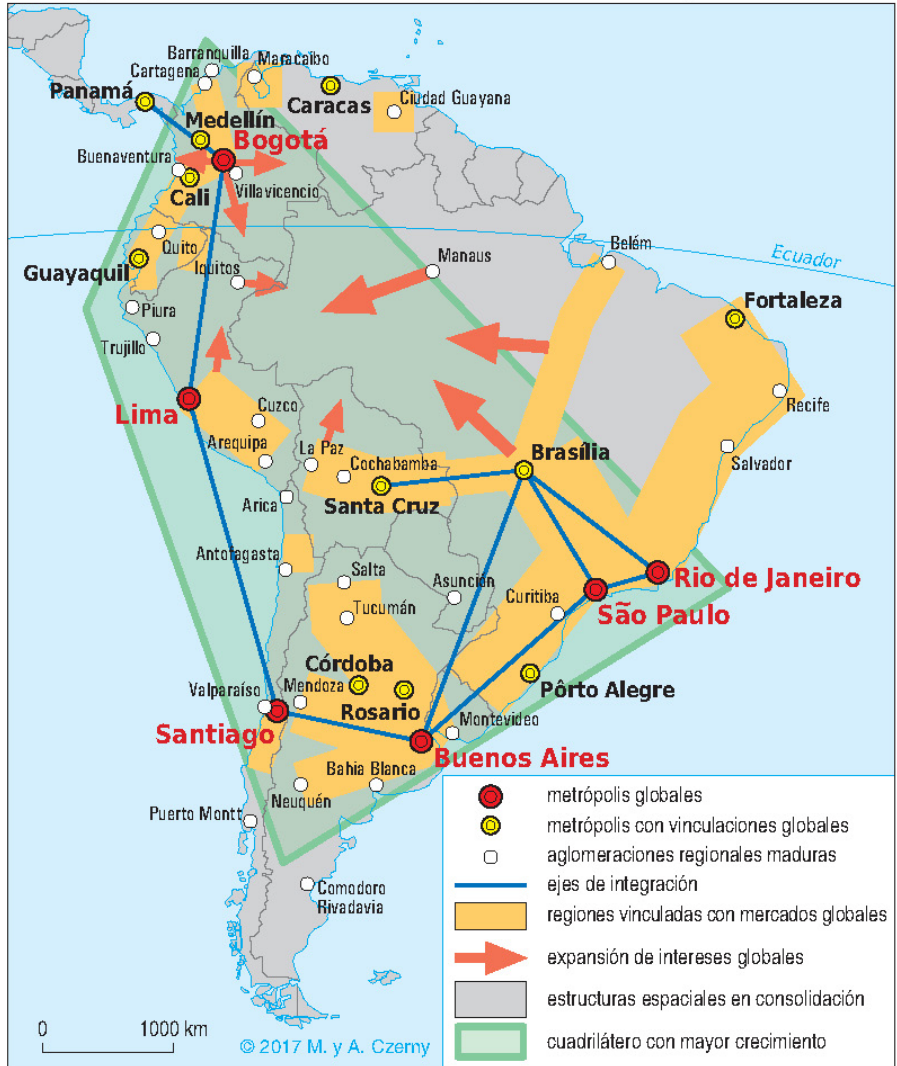 Barranquilla
Maracaibo
Cartagena
Panamá
Caracas
Ciudad Guayana
Medellín
Bogotá
Buenaventura
Villavicencio
Cali
Quito
Belém
Ecuador
Manaus
Guayaquil
Iquitos
Fortaleza
Piura
Trujillo
Recife
Lima
Cuzco
Arequipa
La Paz
Brasília
Salvador
Cochabamba
Santa Cruz
Arica
Antofagasta
Salta
Asunción
Rio de Janeiro
Tucumán
Curitiba
São Paulo
Córdoba
Valparaíso
Mendoza
Pôrto Alegre
Rosario
Montevideo
Santiago
Buenos Aires
Bahia Blanca
Neuquén
Puerto Montt
Comodoro
Rivadavia
metrópolis globales
metrópolis con vinculaciones globales
aglomeraciones regionales maduras
ejes de integración
regiones vinculadas con mercados globales
expansión de intereses globales
estructuras espaciales en consolidación
cuadrilátero con mayor crecimiento
0 1000 km
© 2017 M. y A. Czerny